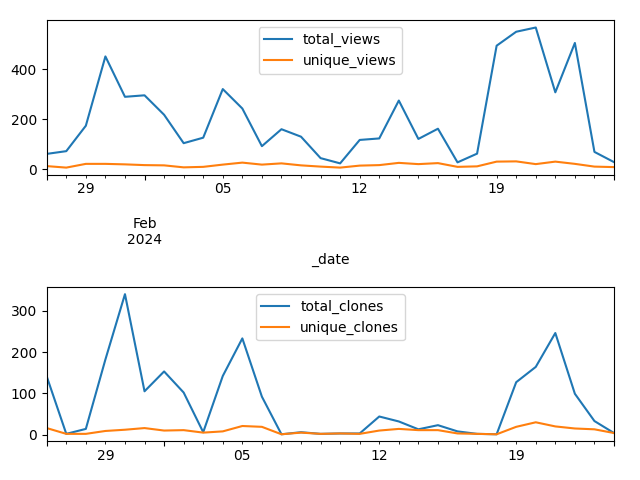 total_views
unique_views
400
200
0
29
05
12
19
Feb
2024
_date
total_clones
unique_clones
300
200
100
0
29
05
12
19